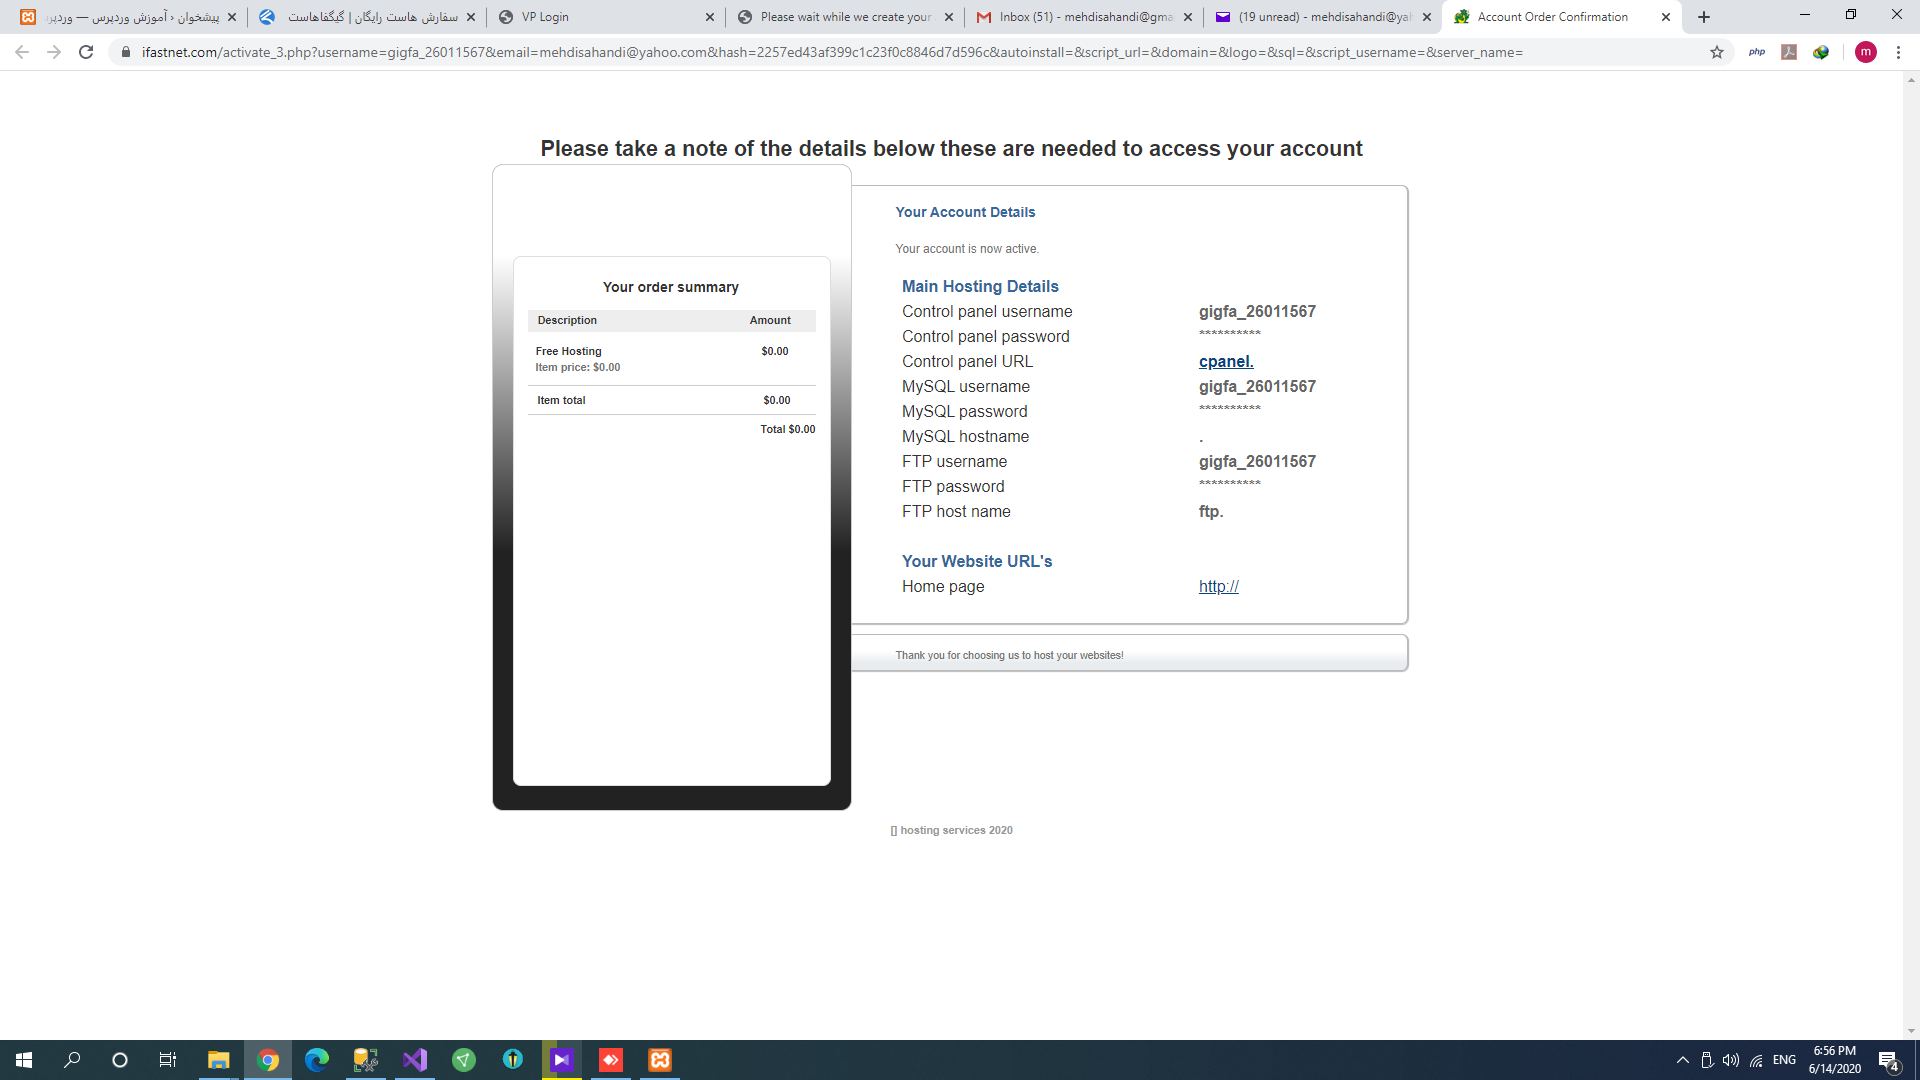 پیشخوان ‹ آموزش وردپرس — وردپرس
سفارش هاست رایگان | گیگفاهاست
VP Login
Please wait while we create your
Inbox (51) - mehdisahandi@gma
(19 unread) - mehdisahandi@yah
Account Order Confirmation
ifastnet.com/activate_3.php?username=gigfa_26011567&email=mehdisahandi@yahoo.com&hash=2257ed43af399c1c23f0c8846d7d596c&autoinstall=&script_url=&domain=&logo=&sql=&script_username=&server_name=
php
m
Please take a note of the details below these are needed to access your account
Your order summary
Description Amount
Free Hosting $0.00
Item price: $0.00
Item total $0.00
Total $0.00
Your Account Details
Your account is now active.
Main Hosting Details
Control panel username gigfa_26011567
Control panel password **********
Control panel URL cpanel.
MySQL username gigfa_26011567
MySQL password **********
MySQL hostname .
FTP username gigfa_26011567
FTP password **********
FTP host name ftp.
Your Website URL's
Home page http://
Thank you for choosing us to host your websites!
[] hosting services 2020
ENG
6:56 PM
6/14/2020
4